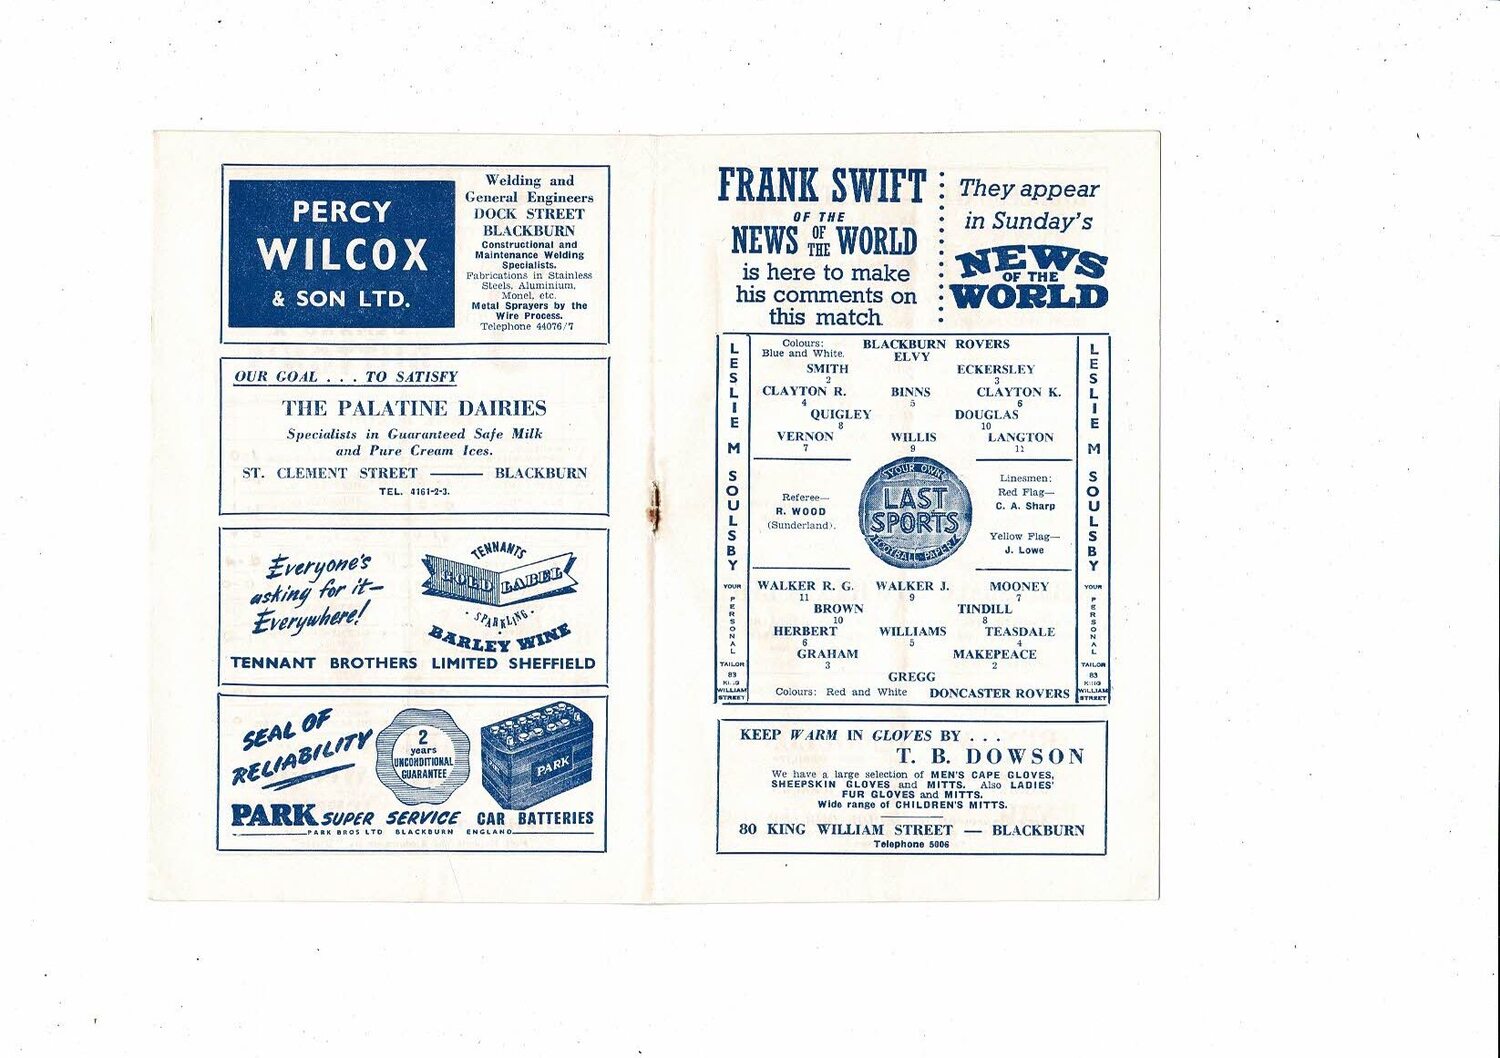 PERCY
WILCOX
& SON LTD.
Welding and
General Engineers
DOCK STREET
BLACKBURN
Constructional and
Maintenance Welding
Specialists.
Fabrications in Stainless
Steels, Aluminium,
Monel, etc.
Metal Sprayers by the
Wire Process.
Telephone 44076/7
OUR GOAL . . . TO SATISFY
THE PALATINE DAIRIES
Specialists in Guaranteed Safe Milk
and Pure Cream Ices.
ST. CLEMENT STREET —— BLACKBURN
TEL. 4161-2-3.
Everyone's
asking for it—
Everywhere!
TENNANTS
GOLD LABEL
· SPARKLING ·
BARLEY WINE
TENNANT BROTHERS LIMITED SHEFFIELD
SEAL OF
RELIABILITY
2
years
UNCONDITIONAL
GUARANTEE
PARK
PARK
PARK SUPER SERVICE CAR BATTERIES
PARK BROS LTD BLACKBURN ENGLAND
FRANK SWIFT
OF THE
NEWS OF THE WORLD
is here to make
his comments on
this match
They appear
in Sunday's
NEWS
OF THE
WORLD
LESLIE M SOULSBY
YOUR
PERSONAL
TAILOR
83
KING
WILLIAM
STREET
Colours:
Blue and White.
BLACKBURN ROVERS
ELVY
SMITH ECKERSLEY
2 3
CLAYTON R. BINNS CLAYTON K.
4 5 6
QUIGLEY DOUGLAS
8 10
VERNON WILLIS LANGTON
7 9 11
Referee—
R. WOOD
(Sunderland).
YOUR OWN
LAST
SPORTS
FOOTBALL PAPER
Linesmen:
Red Flag—
C. A. Sharp
Yellow Flag—
J. Lowe
WALKER R. G. WALKER J. MOONEY
11 9 7
BROWN TINDILL
10 8
HERBERT WILLIAMS TEASDALE
6 5 4
GRAHAM MAKEPEACE
3 2
GREGG
Colours: Red and White DONCASTER ROVERS
LESLIE M SOULSBY
YOUR
PERSONAL
TAILOR
83
KING
WILLIAM
STREET
KEEP WARM IN GLOVES BY . . .
T. B. DOWSON
We have a large selection of MEN'S CAPE GLOVES,
SHEEPSKIN GLOVES and MITTS. Also LADIES'
FUR GLOVES and MITTS.
Wide range of CHILDREN'S MITTS.
80 KING WILLIAM STREET — BLACKBURN
Telephone 5006